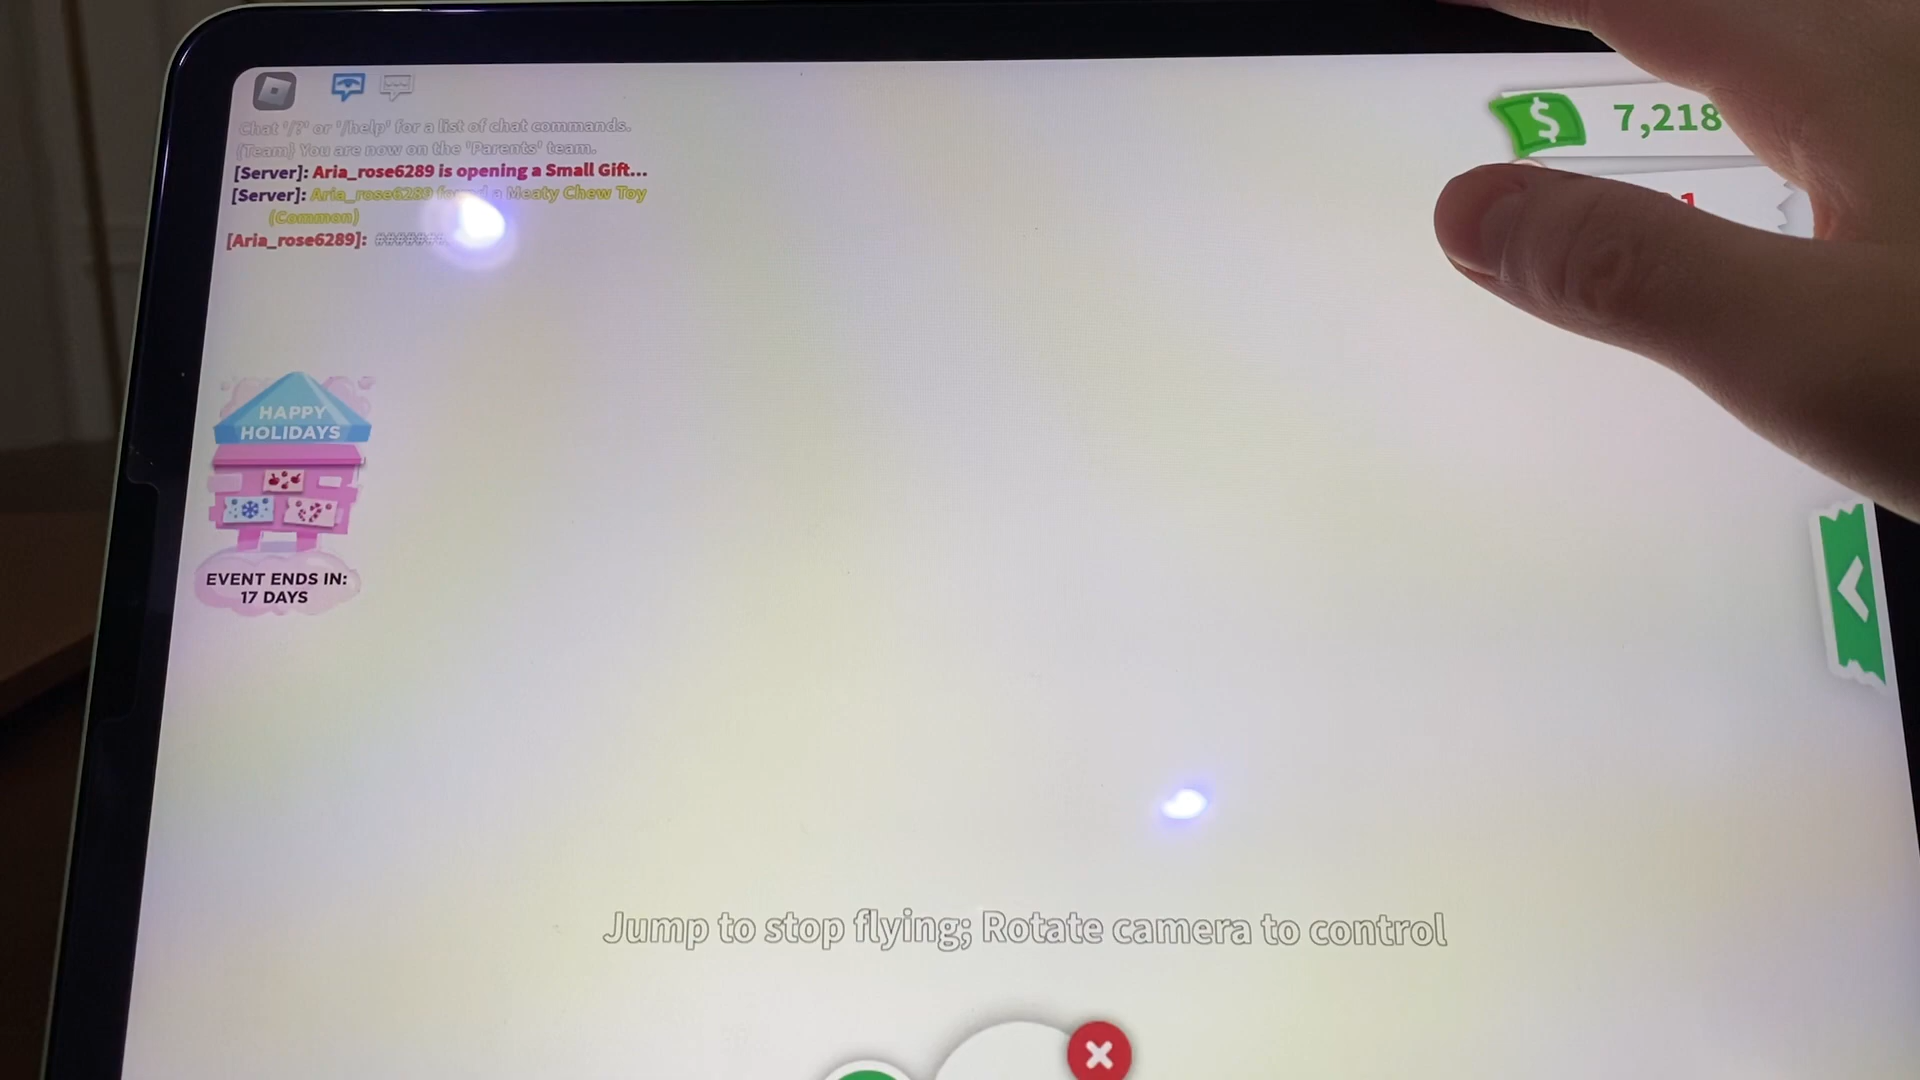 Chat '/?' or '/help' for a list of chat commands.
[Team] You are now on the 'Parents' team.
[Server]: Aria_rose6289 is opening a Small Gift...
[Server]: Aria_rose6289 found a Meaty Chew Toy
(Common)
[Aria_rose6289]: #######
$ 7,218
1
HAPPY
HOLIDAYS
EVENT ENDS IN:
17 DAYS
Jump to stop flying; Rotate camera to control